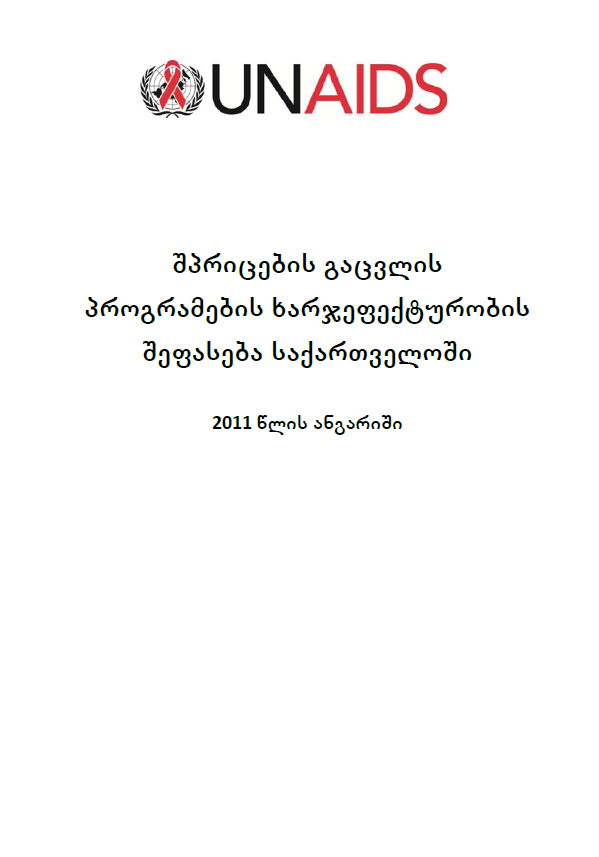 UNAIDS
შპრიცების გაცვლის
პროგრამების ხარჯეფექტურობის
შეფასება საქართველოში
2011 წლის ანგარიში